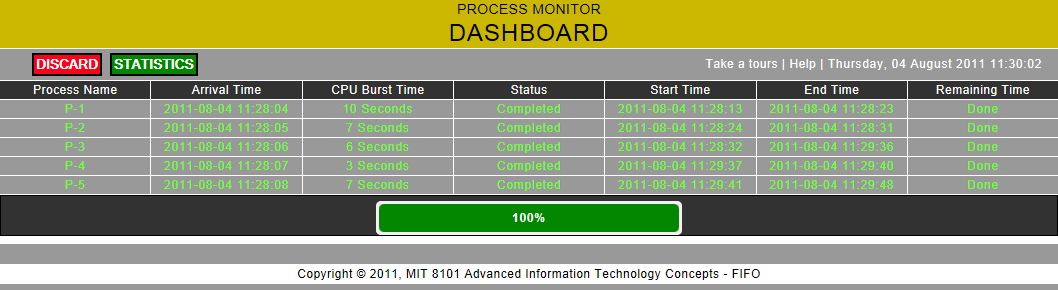 PROCESS MONITOR
DASHBOARD
DISCARD STATISTICS Take a tours | Help | Thursday, 04 August 2011 11:30:02
Process Name Arrival Time CPU Burst Time Status Start Time End Time Remaining Time
P-1 2011-08-04 11:28:04 10 Seconds Completed 2011-08-04 11:28:13 2011-08-04 11:28:23 Done
P-2 2011-08-04 11:28:05 7 Seconds Completed 2011-08-04 11:28:24 2011-08-04 11:28:31 Done
P-3 2011-08-04 11:28:06 6 Seconds Completed 2011-08-04 11:28:32 2011-08-04 11:29:36 Done
P-4 2011-08-04 11:28:07 3 Seconds Completed 2011-08-04 11:29:37 2011-08-04 11:29:40 Done
P-5 2011-08-04 11:28:08 7 Seconds Completed 2011-08-04 11:29:41 2011-08-04 11:29:48 Done
100%
Copyright © 2011, MIT 8101 Advanced Information Technology Concepts - FIFO